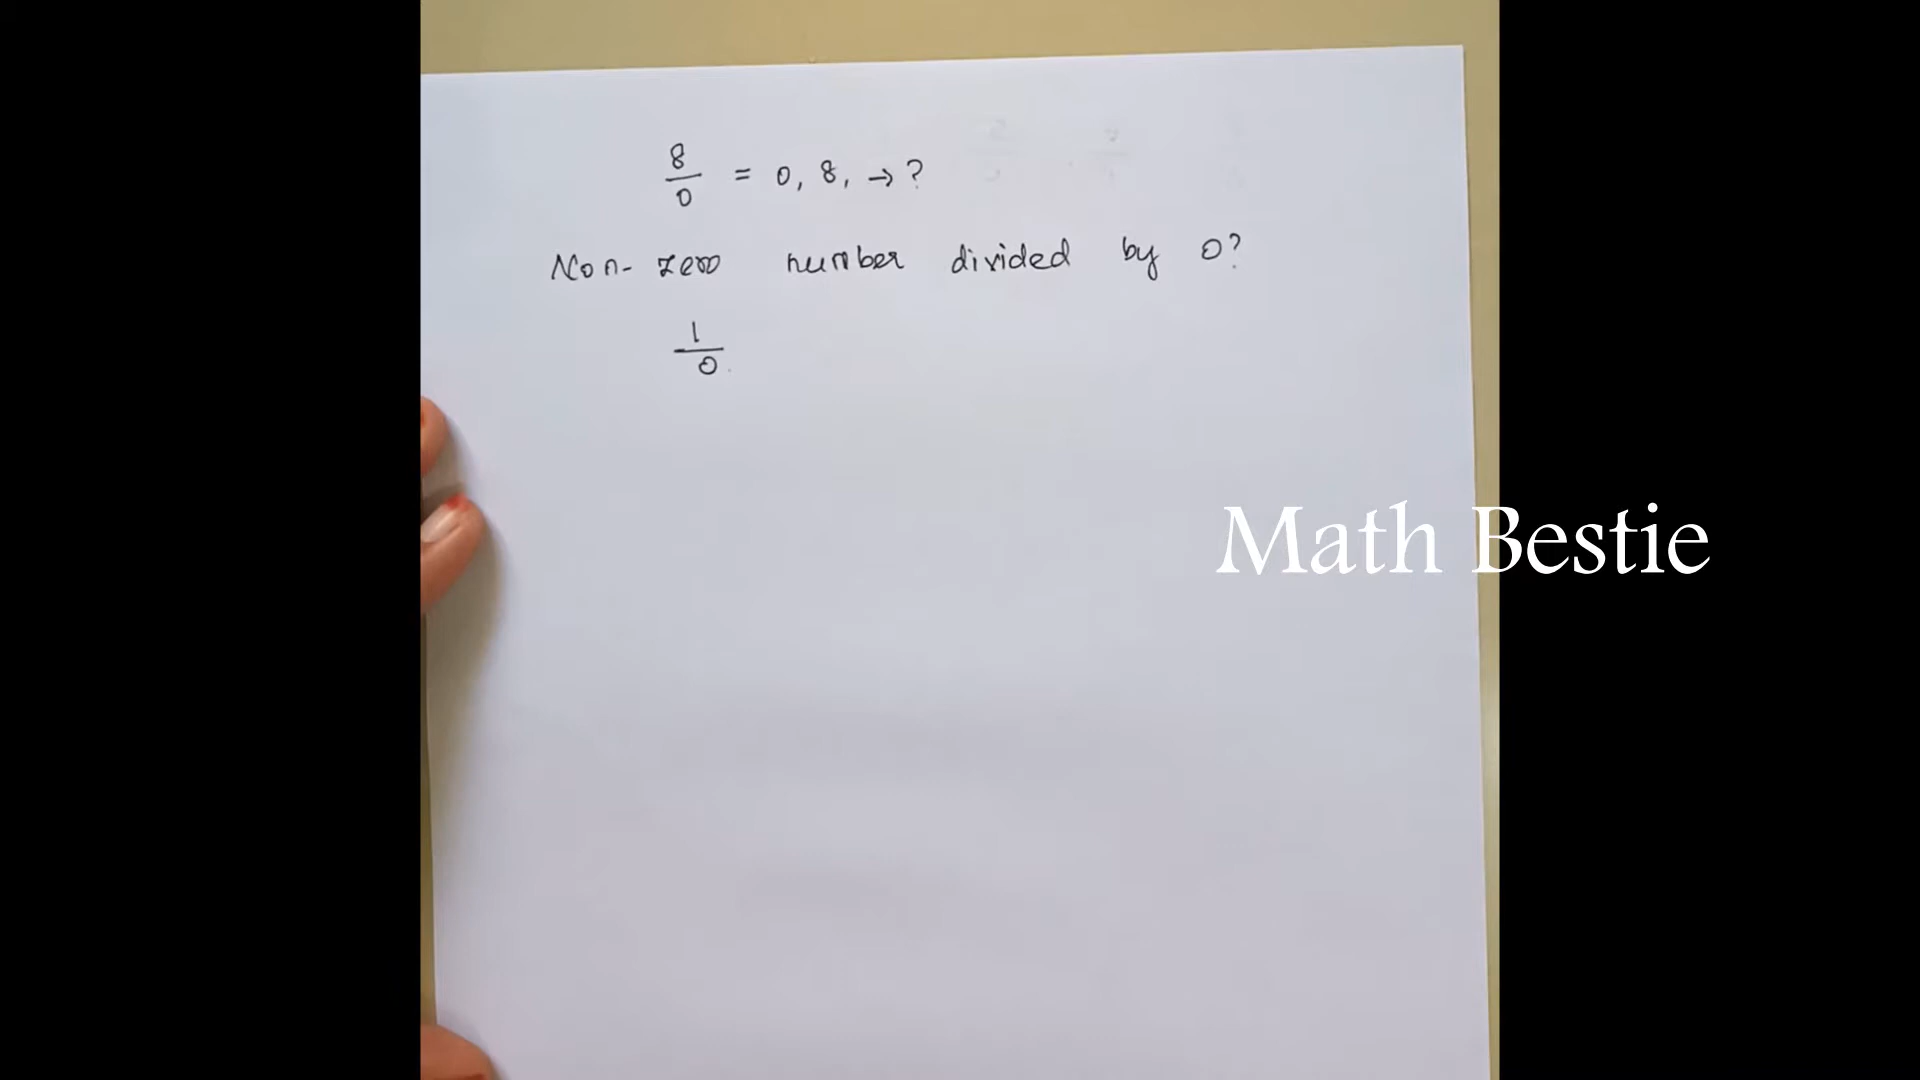 8/0 = 0, 8, → ?
Non-zero number divided by 0?
1/0
Math Bestie